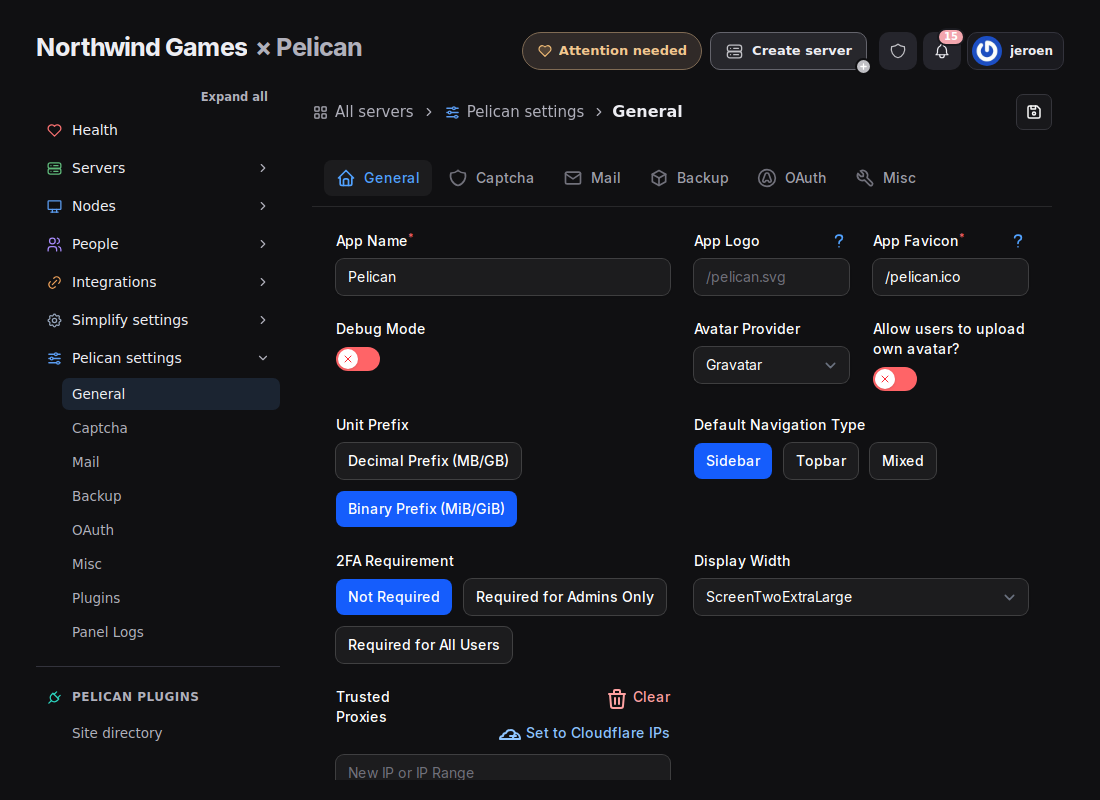 Northwind Games × Pelican
Attention needed
Create server
15
jeroen
Expand all
Health
Servers
Nodes
People
Integrations
Simplify settings
Pelican settings
General
Captcha
Mail
Backup
OAuth
Misc
Plugins
Panel Logs
PELICAN PLUGINS
Site directory
All servers > Pelican settings > General
General Captcha Mail Backup OAuth Misc
App Name* App Logo ? App Favicon* ?
Pelican /pelican.svg /pelican.ico
Debug Mode Avatar Provider Allow users to upload
own avatar?
Gravatar
Unit Prefix Default Navigation Type
Decimal Prefix (MB/GB) Sidebar Topbar Mixed
Binary Prefix (MiB/GiB)
2FA Requirement Display Width
Not Required Required for Admins Only ScreenTwoExtraLarge
Required for All Users
Trusted
Proxies
Clear
Set to Cloudflare IPs
New IP or IP Range